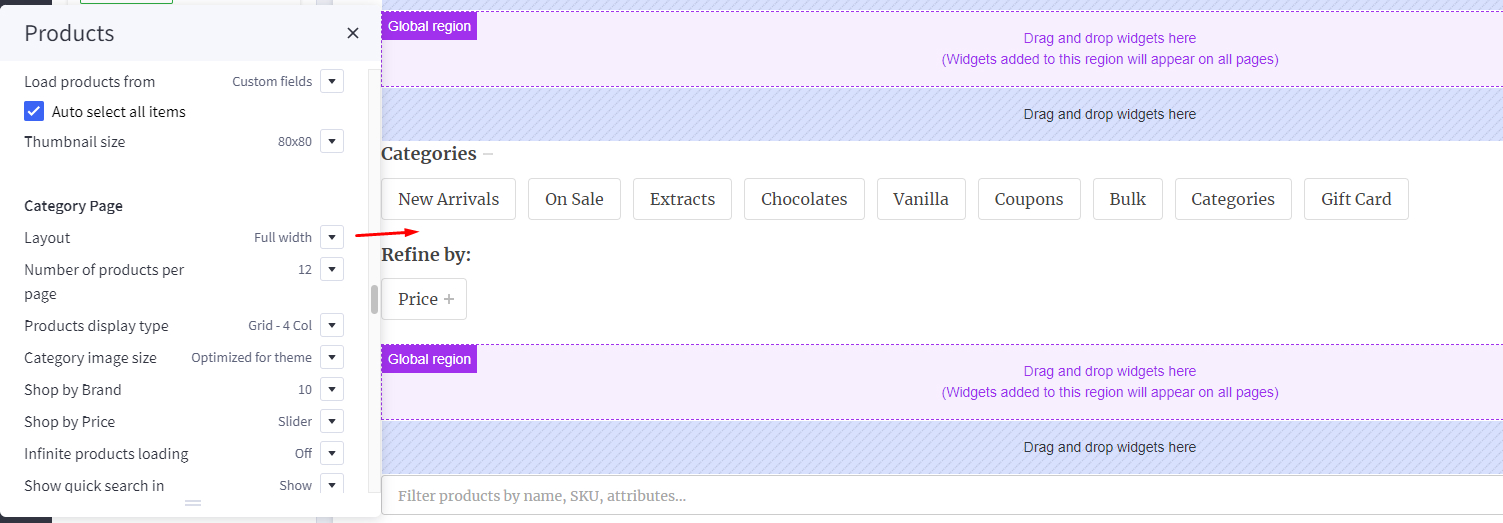 Products
Load products from Custom fields
Auto select all items
Thumbnail size 80x80
Category Page
Layout Full width
Number of products per page 12
Products display type Grid - 4 Col
Category image size Optimized for theme
Shop by Brand 10
Shop by Price Slider
Infinite products loading Off
Show quick search in Show
Global region
Drag and drop widgets here
(Widgets added to this region will appear on all pages)
Drag and drop widgets here
Categories
New Arrivals On Sale Extracts Chocolates Vanilla Coupons Bulk Categories Gift Card
Refine by:
Price +
Global region
Drag and drop widgets here
(Widgets added to this region will appear on all pages)
Drag and drop widgets here
Filter products by name, SKU, attributes...